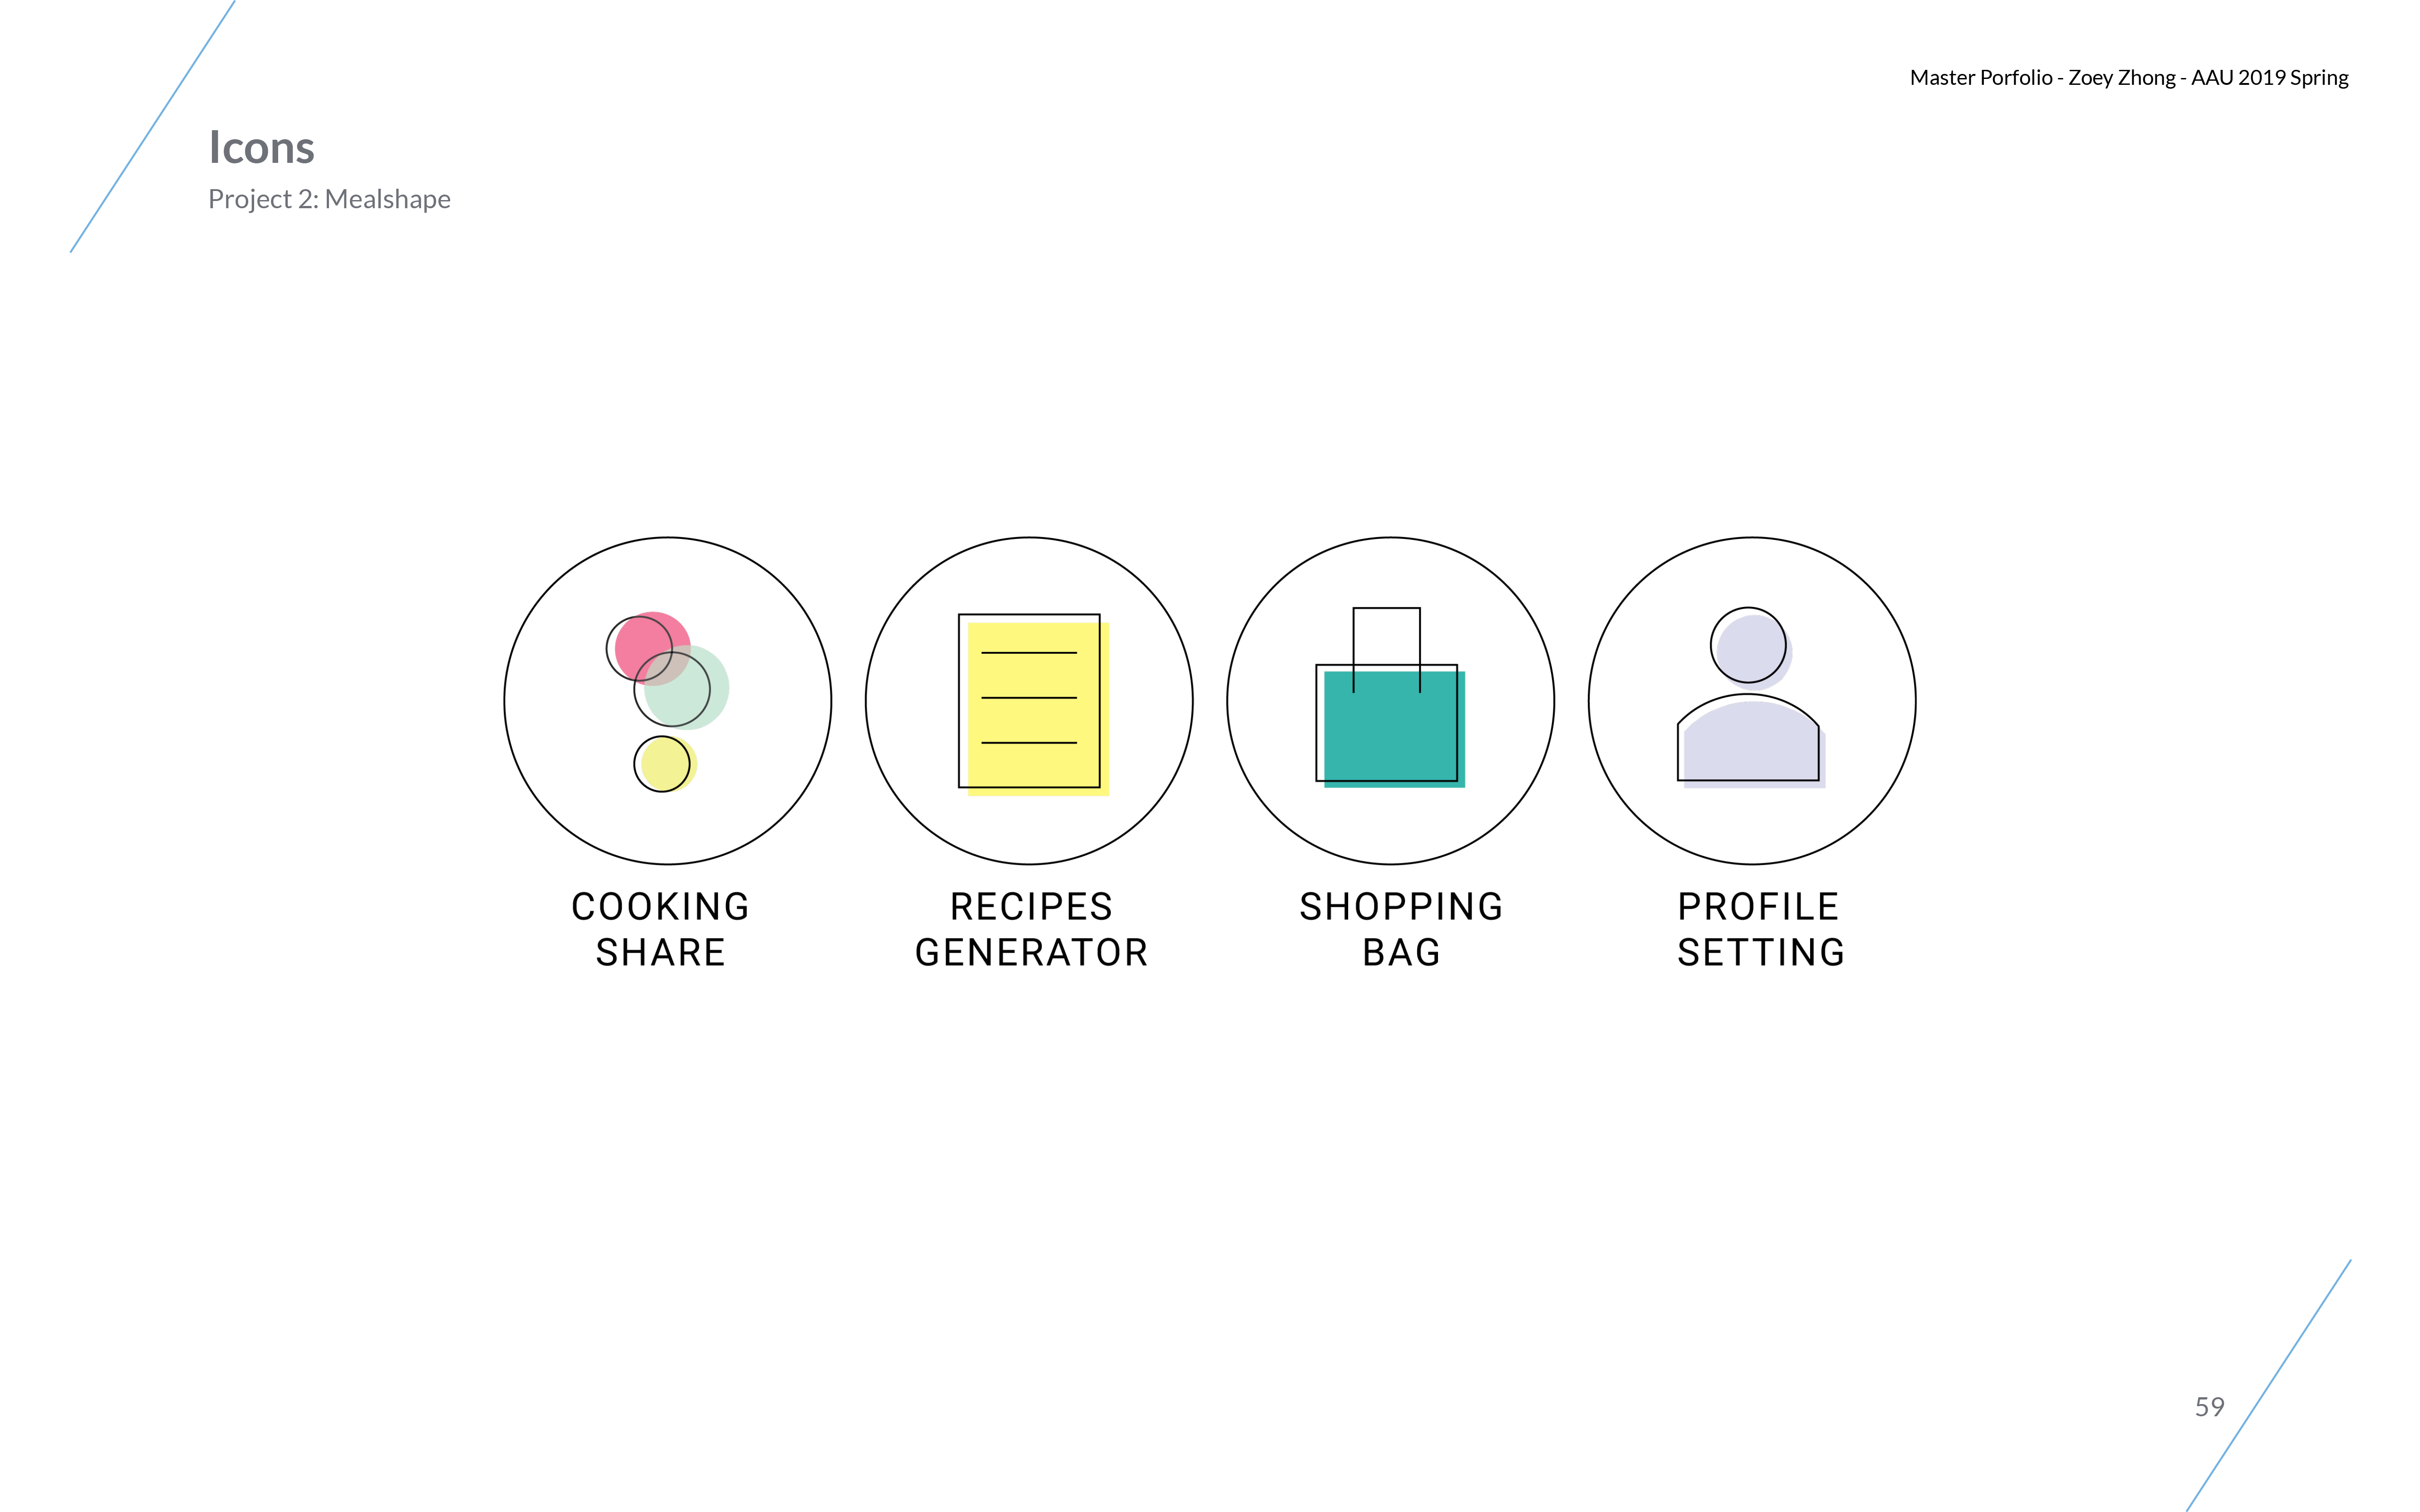 Master Porfolio - Zoey Zhong - AAU 2019 Spring
Icons
Project 2: Mealshape
COOKING
SHARE
RECIPES
GENERATOR
SHOPPING
BAG
PROFILE
SETTING
59